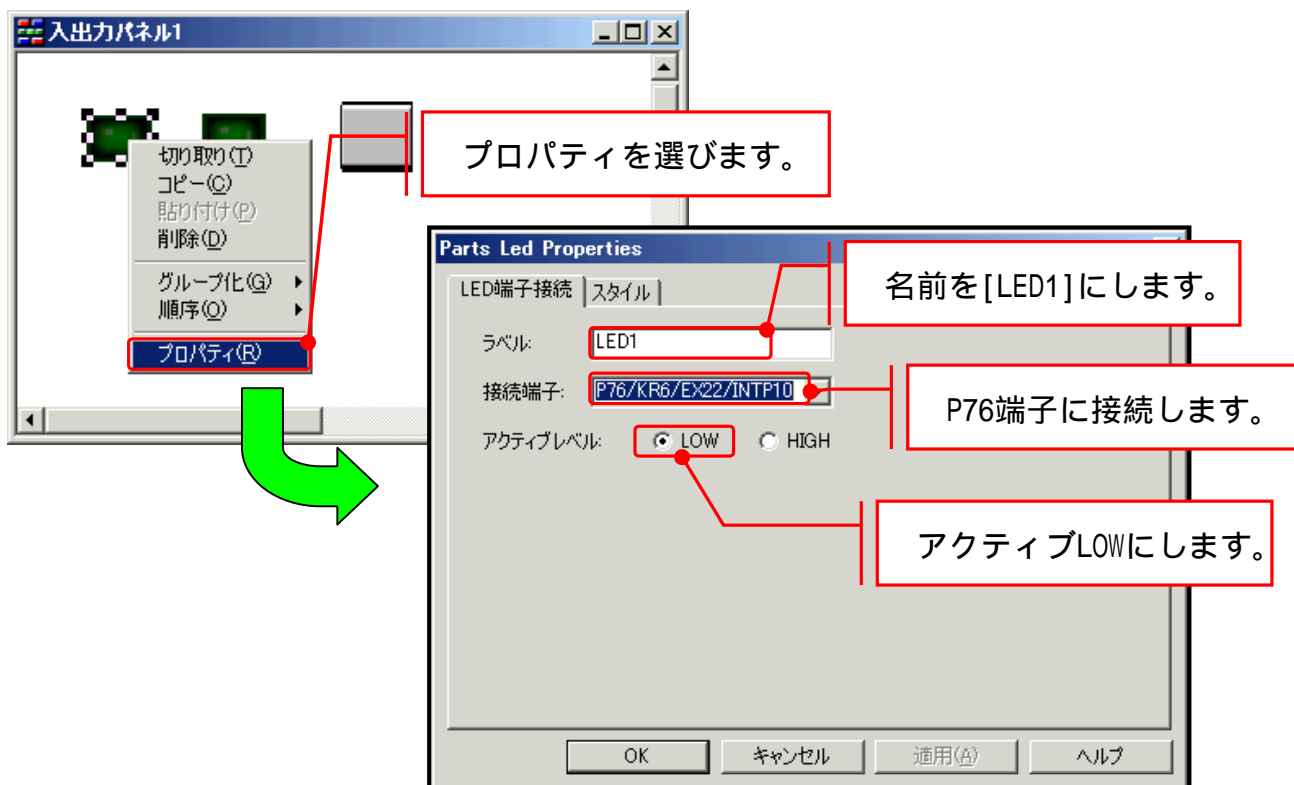 入出力パネル1
切り取り(T)
コピー(C)
貼り付け(P)
削除(D)
グループ化(G)
順序(O)
プロパティ(R)
プロパティを選びます。
Parts Led Properties
LED端子接続 スタイル
ラベル: LED1
接続端子: P76/KR6/EX22/INTP10
アクティブレベル: LOW HIGH
名前を[LED1]にします。
P76端子に接続します。
アクティブLOWにします。
OK キャンセル 適用(A) ヘルプ